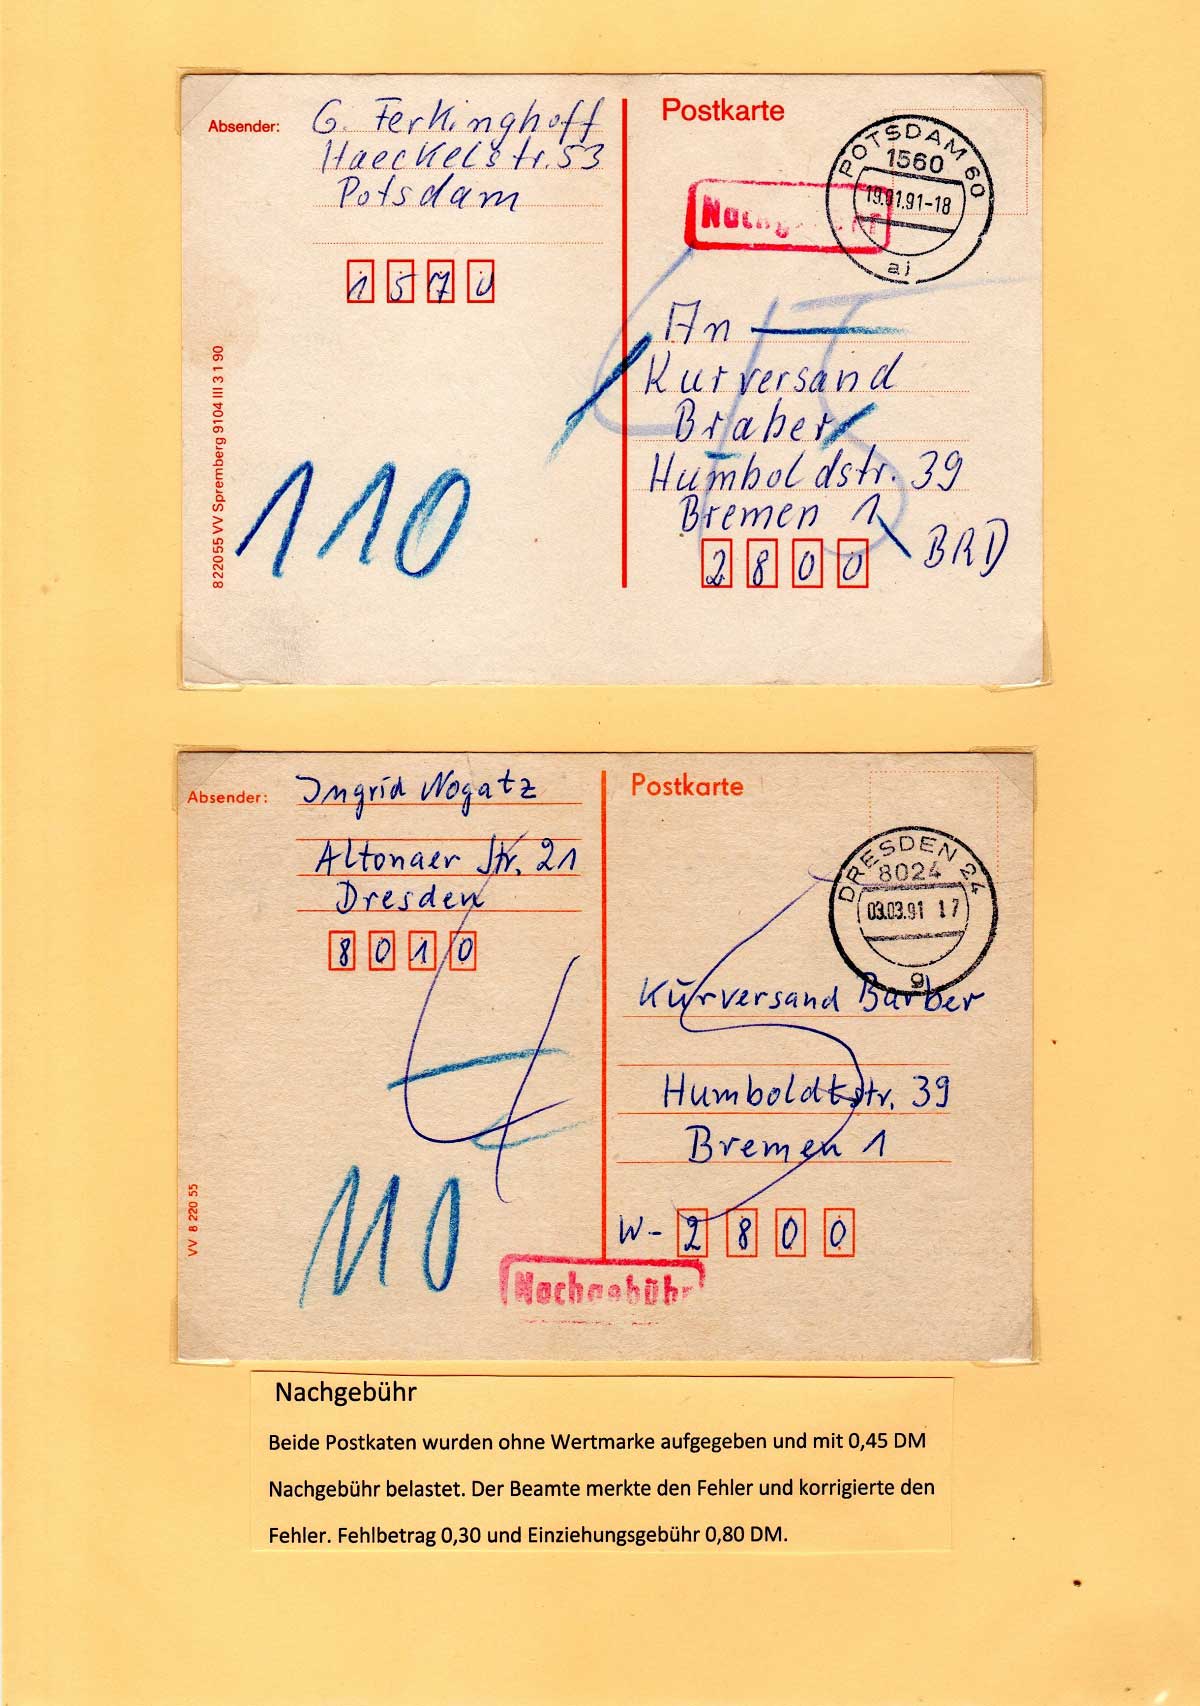 Postkarte
Absender:
G. Ferkinghoff
Haeckelstr. 53
Potsdam
1570
POTSDAM 60
1560
19.01.91-18
ai
An
Kurversand
Braber
Humboldstr. 39
Bremen 1
BRD
2800
45
110
822055 VV Spremberg 9104 III 3 1 90
Postkarte
Absender:
Ingrid Nogatz
Altonaer Str. 21
Dresden
8010
DRESDEN 24
8024
03.03.91 17
g
Kurversand Barber
Humboldtstr. 39
Bremen 1
W- 2800
45
110
Nachgebühr
VV 8 220 55
Nachgebühr
Beide Postkaten wurden ohne Wertmarke aufgegeben und mit 0,45 DM
Nachgebühr belastet. Der Beamte merkte den Fehler und korrigierte den
Fehler. Fehlbetrag 0,30 und Einziehungsgebühr 0,80 DM.